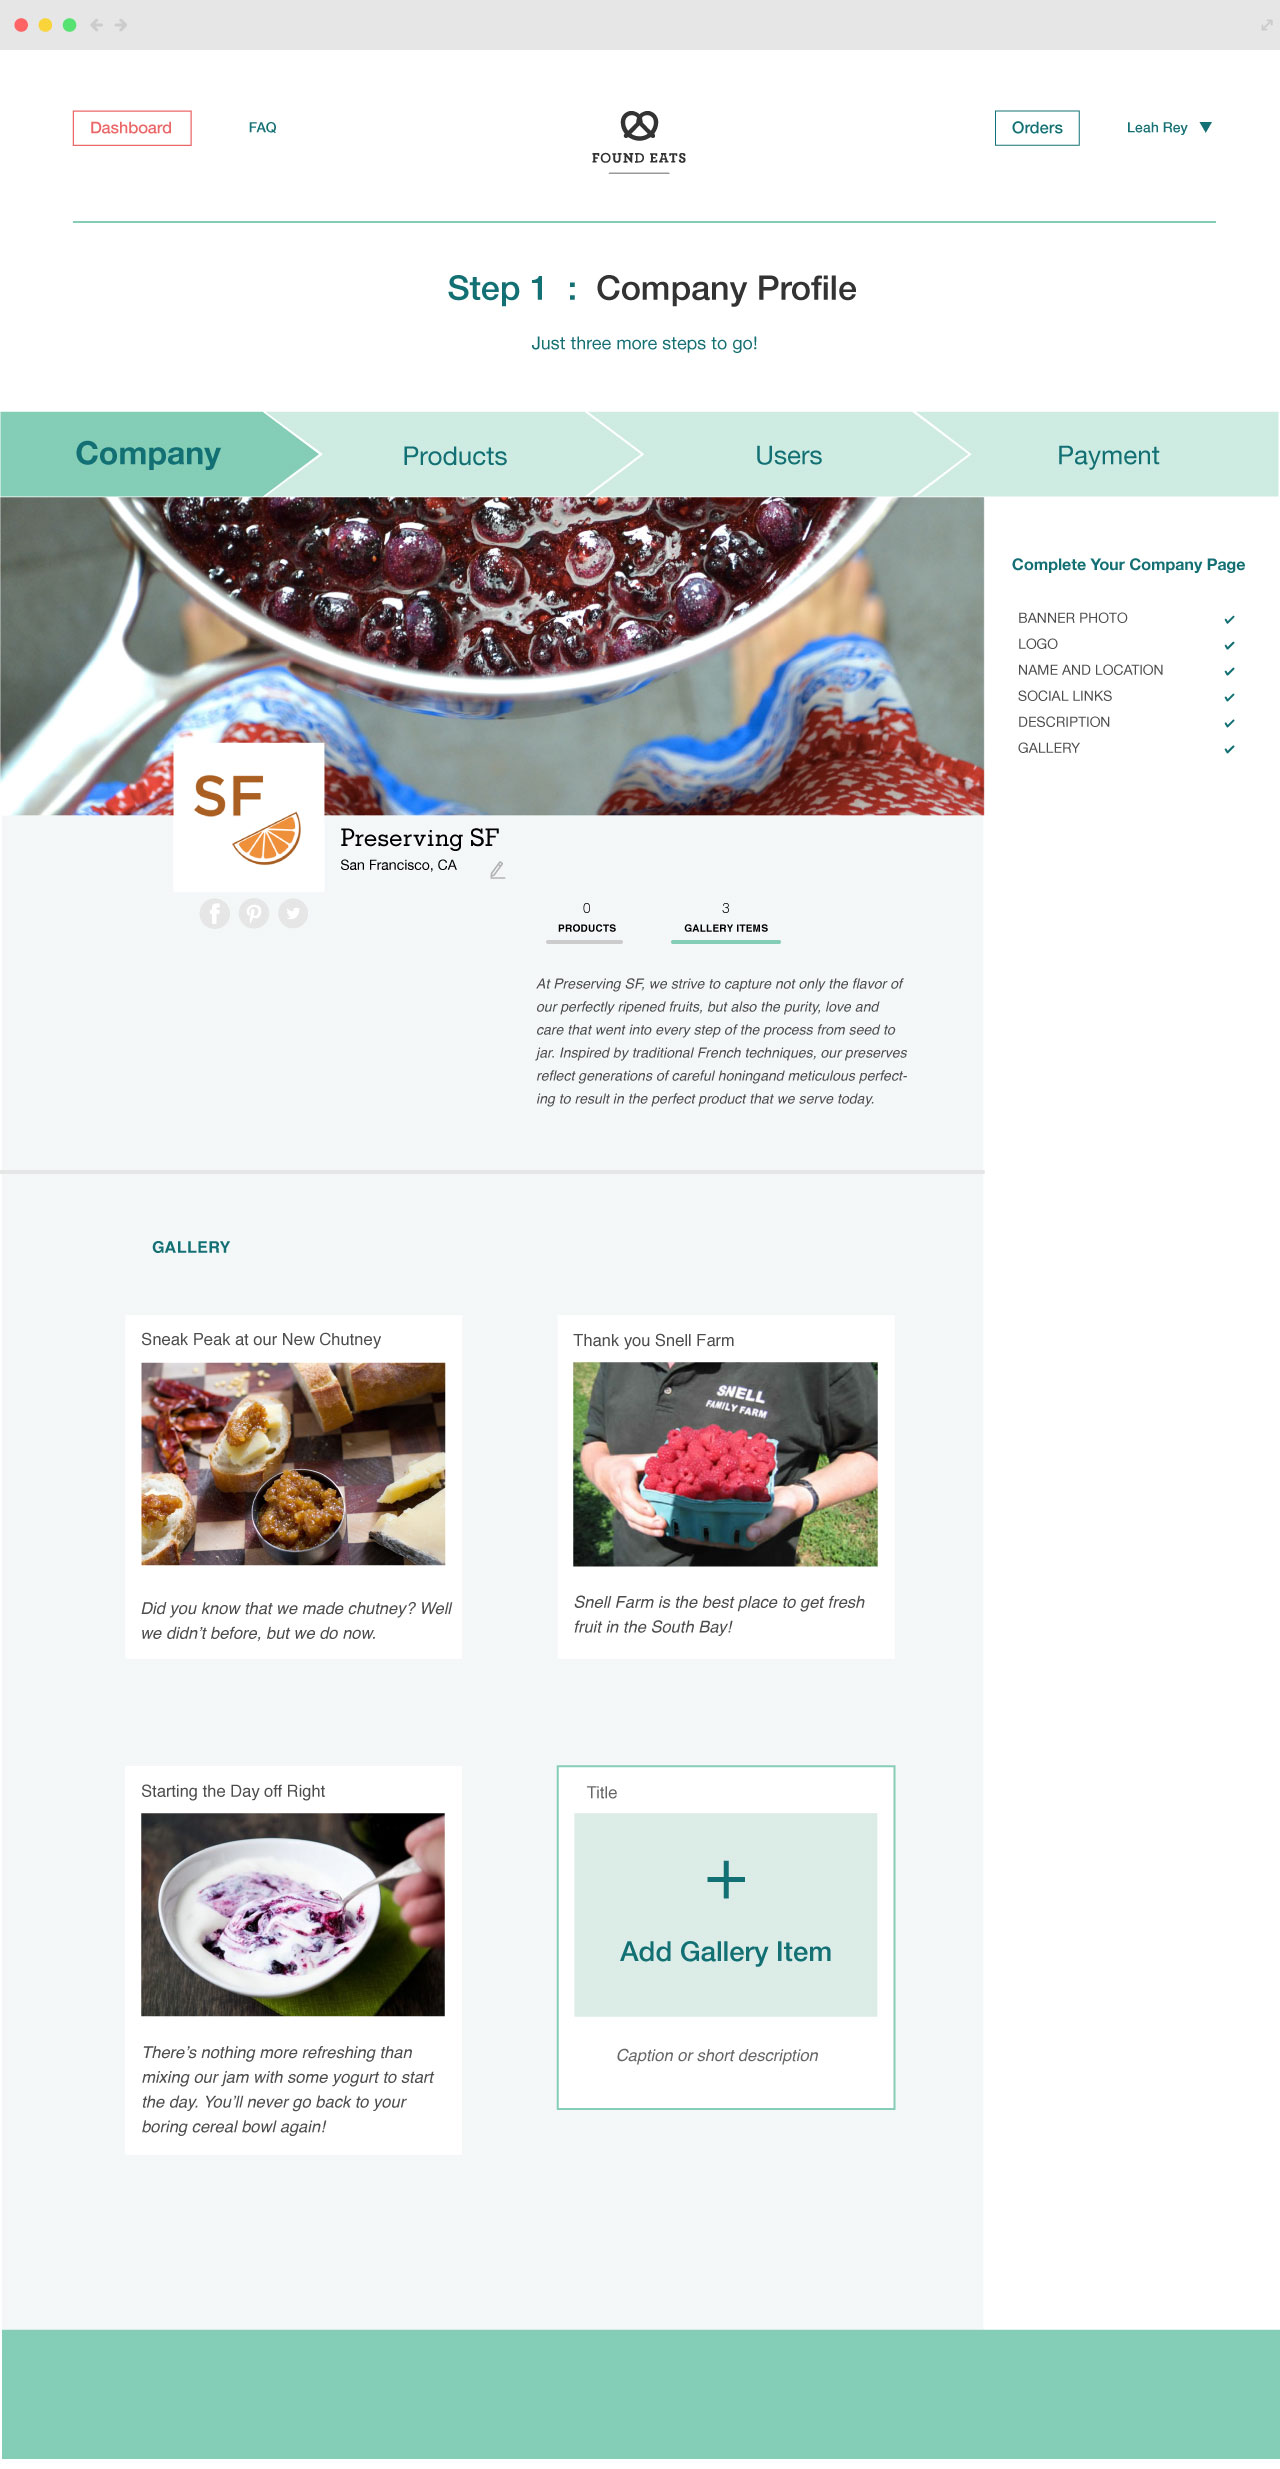 Dashboard
FAQ
FOUND EATS
Orders
Leah Rey
Step 1 : Company Profile
Just three more steps to go!
Company
Products
Users
Payment
Complete Your Company Page
BANNER PHOTO
LOGO
NAME AND LOCATION
SOCIAL LINKS
DESCRIPTION
GALLERY
SF
Preserving SF
San Francisco, CA
0
PRODUCTS
3
GALLERY ITEMS
At Preserving SF, we strive to capture not only the flavor of
our perfectly ripened fruits, but also the purity, love and
care that went into every step of the process from seed to
jar. Inspired by traditional French techniques, our preserves
reflect generations of careful honingand meticulous perfect-
ing to result in the perfect product that we serve today.
GALLERY
Sneak Peak at our New Chutney
Did you know that we made chutney? Well
we didn't before, but we do now.
Thank you Snell Farm
SNELL
FAMILY FARM
Snell Farm is the best place to get fresh
fruit in the South Bay!
Starting the Day off Right
There's nothing more refreshing than
mixing our jam with some yogurt to start
the day. You'll never go back to your
boring cereal bowl again!
Title
+
Add Gallery Item
Caption or short description